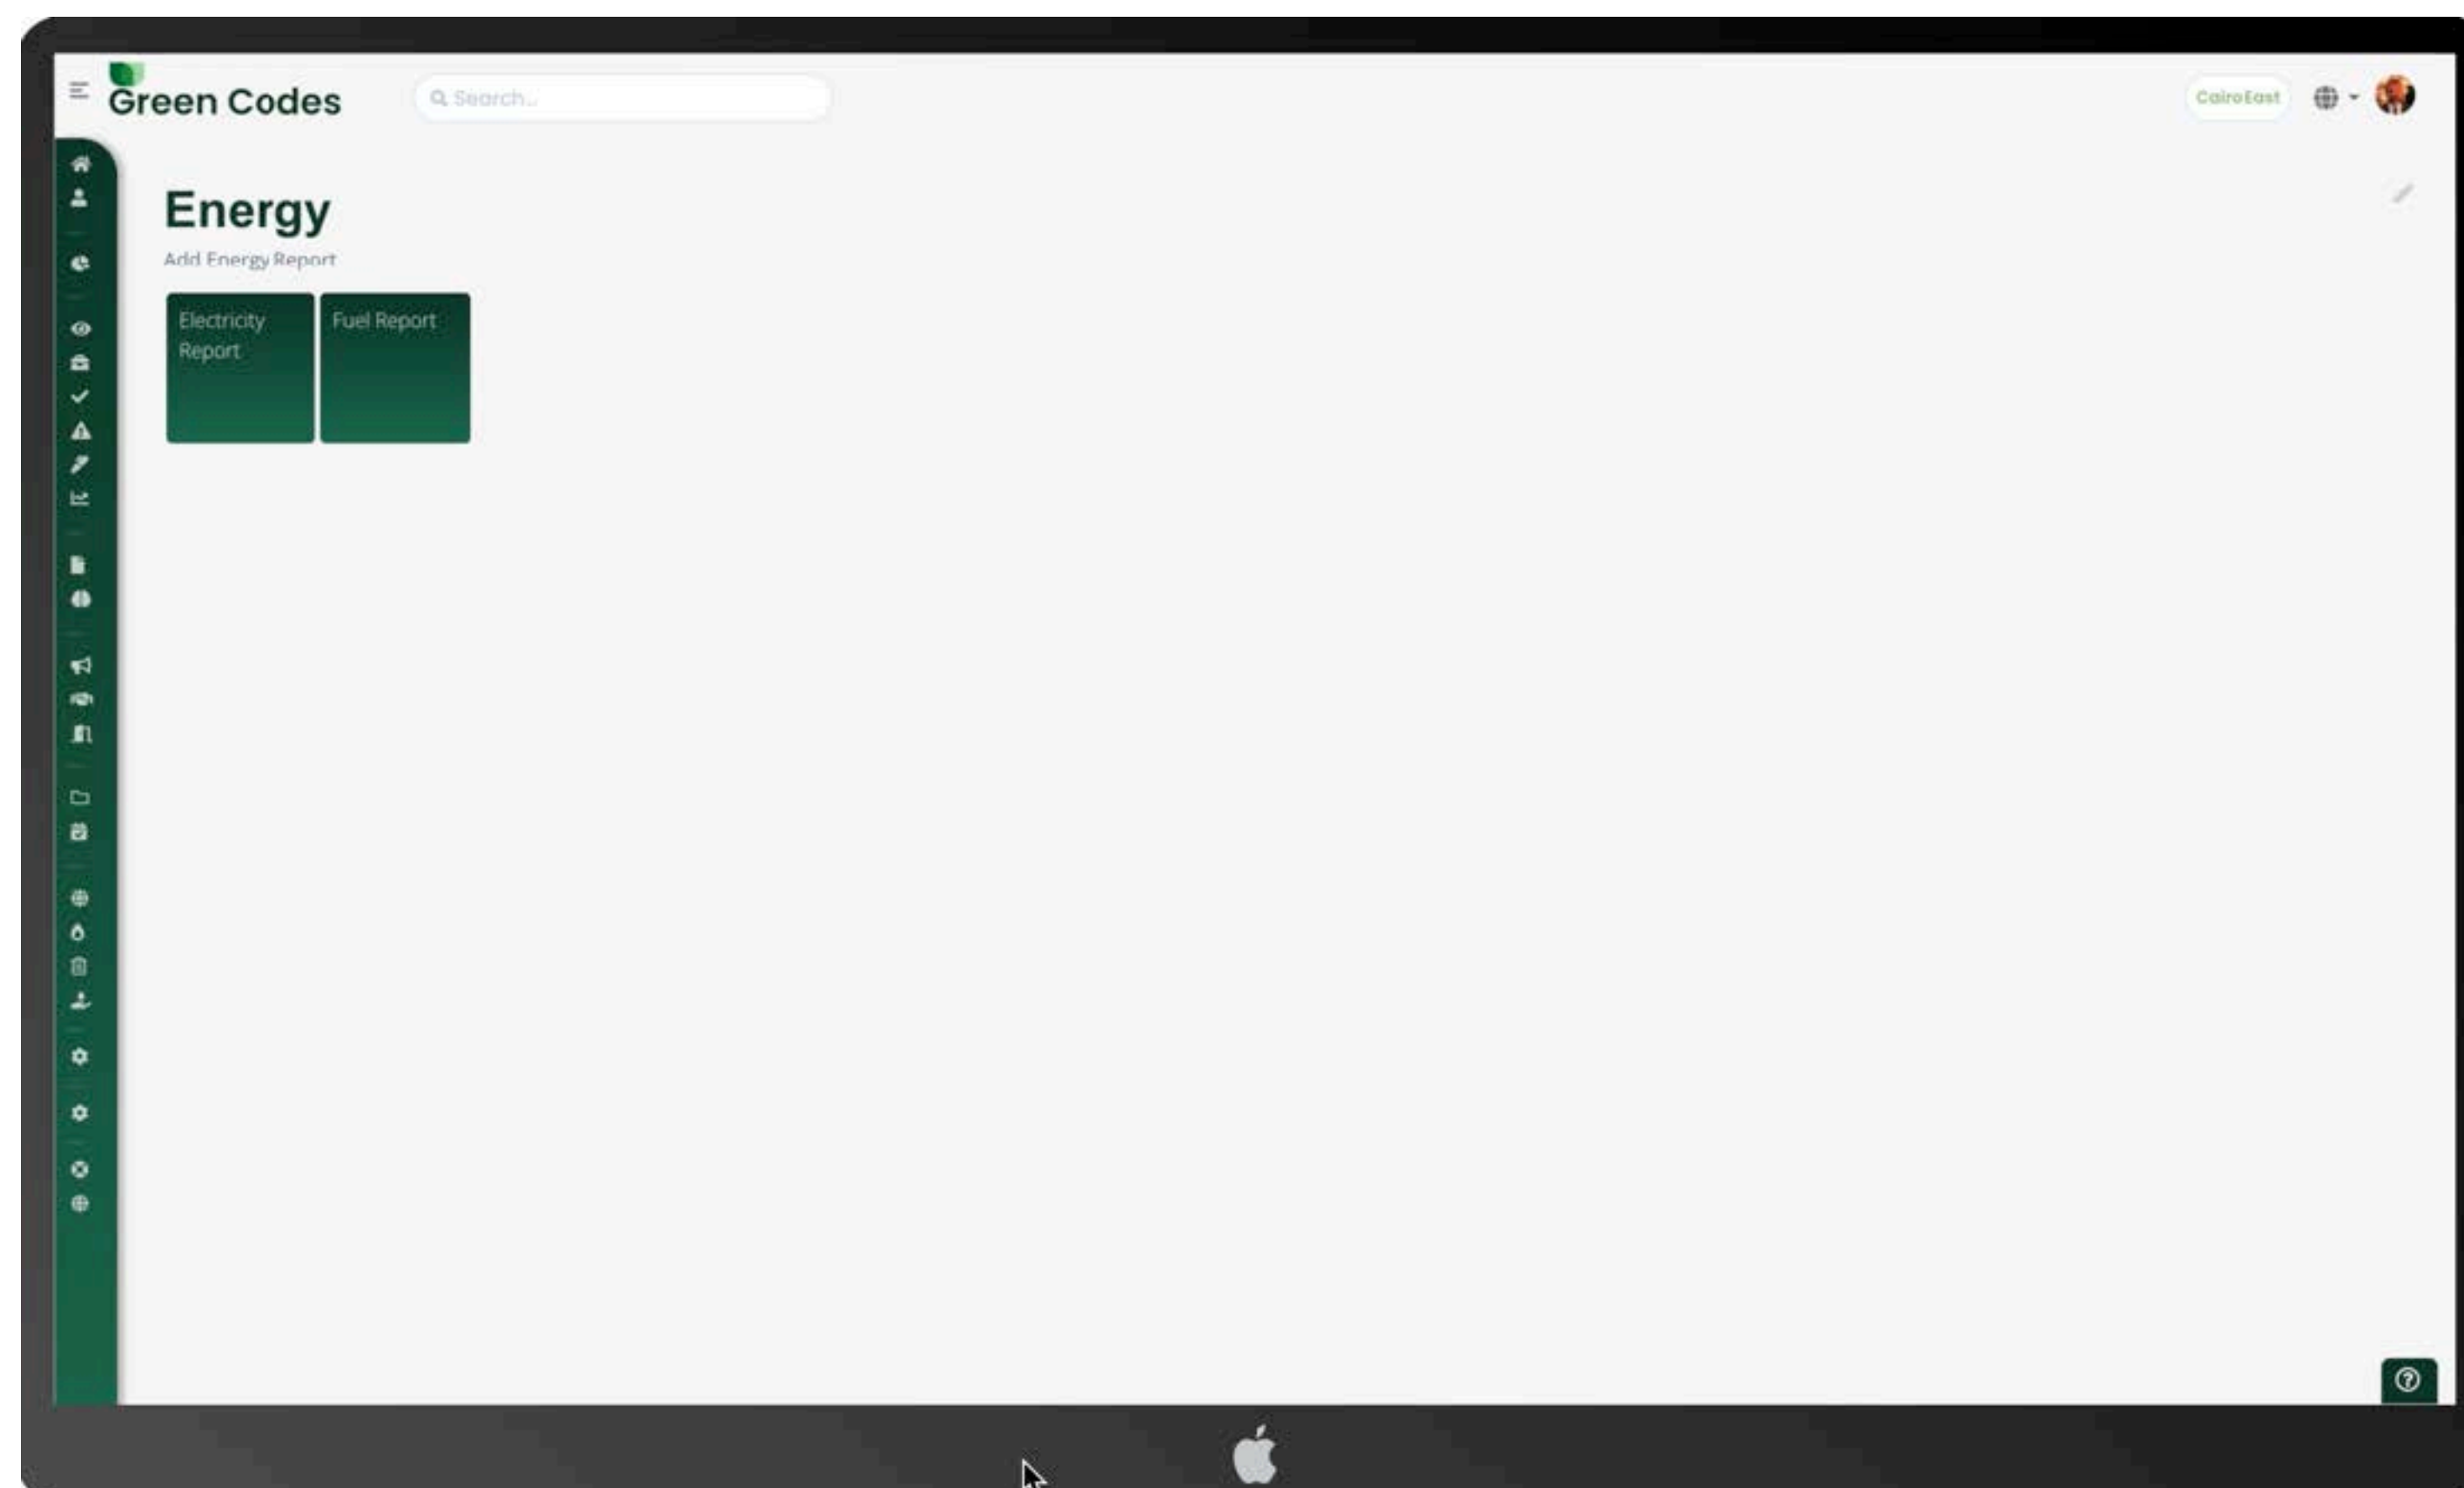 Green Codes
Search...
CairoEast
Energy
Add Energy Report
Electricity
Report
Fuel Report